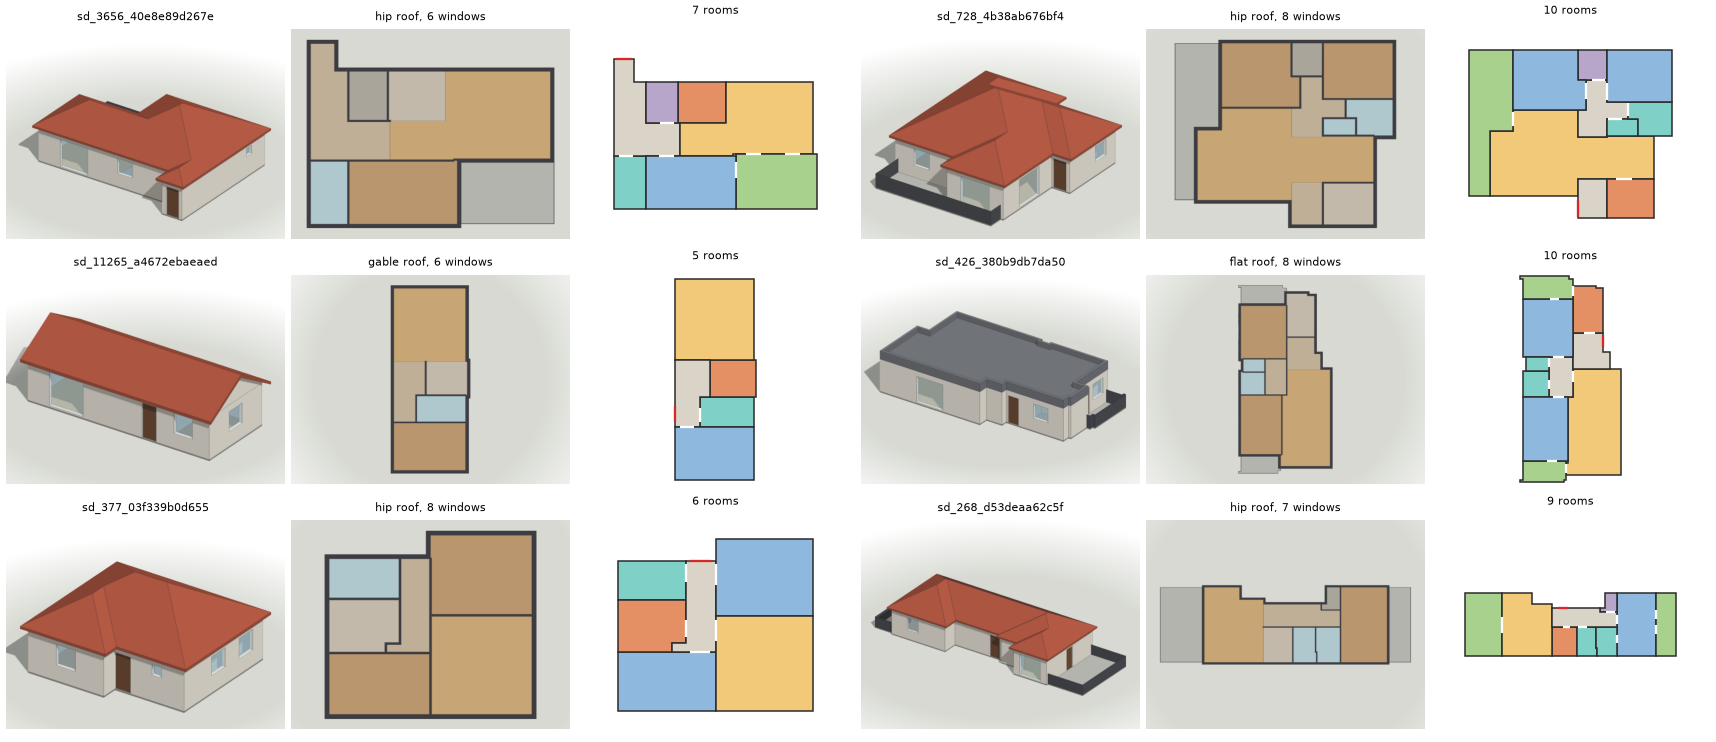 sd_3656_40e8e89d267e
hip roof, 6 windows
7 rooms
sd_728_4b38ab676bf4
hip roof, 8 windows
10 rooms
sd_11265_a4672ebaeaed
gable roof, 6 windows
5 rooms
sd_426_380b9db7da50
flat roof, 8 windows
10 rooms
sd_377_03f339b0d655
hip roof, 8 windows
6 rooms
sd_268_d53deaa62c5f
hip roof, 7 windows
9 rooms